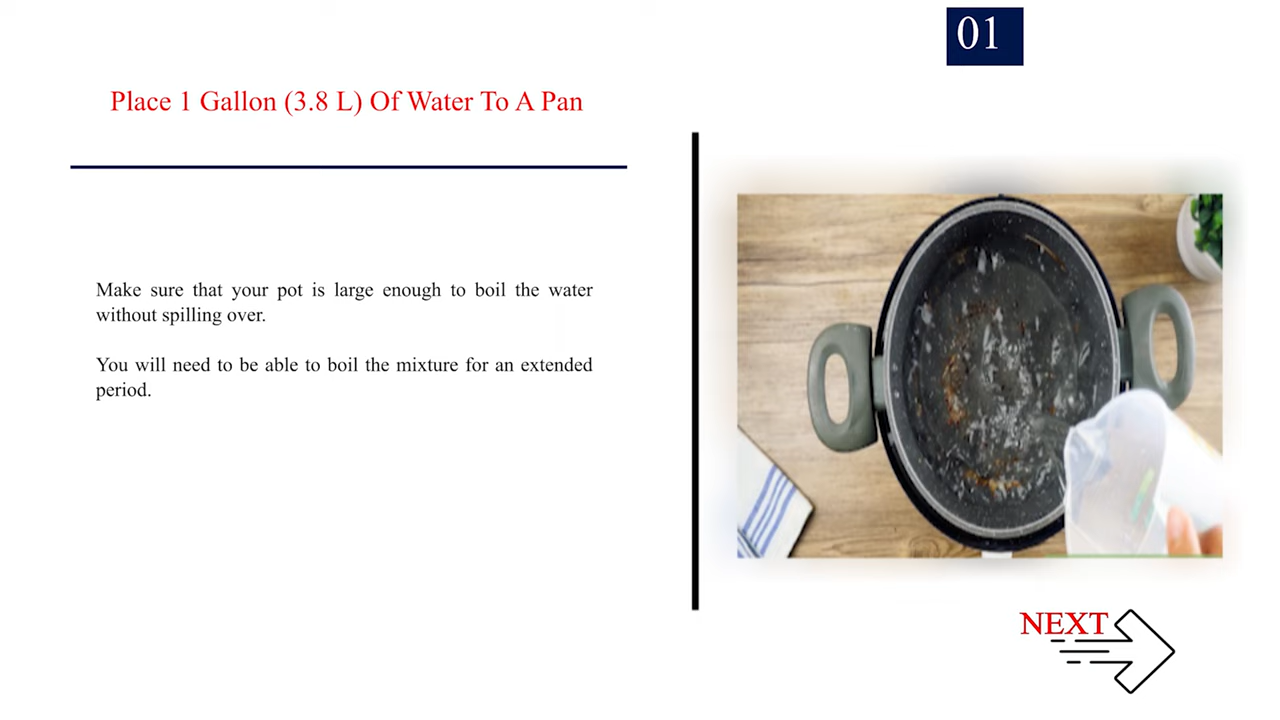 01
Place 1 Gallon (3.8 L) Of Water To A Pan
Make sure that your pot is large enough to boil the water
without spilling over.
You will need to be able to boil the mixture for an extended
period.
NEXT